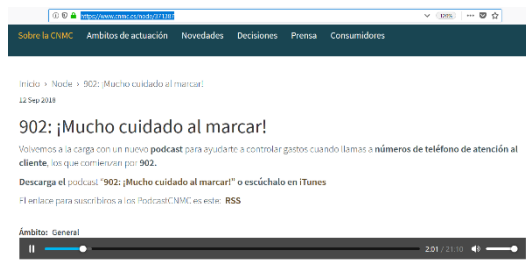 https://www.cnmc.es/node/371387
120%
Sobre la CNMC Ambitos de actuación Novedades Decisiones Prensa Consumidores
Inicio > Node > 902: ¡Mucho cuidado al marcar!
12 Sep 2018
902: ¡Mucho cuidado al marcar!
Volvemos a la carga con un nuevo podcast para ayudarte a controlar gastos cuando llamas a números de teléfono de atención al
cliente, los que comienzan por 902.
Descarga el podcast "902: ¡Mucho cuidado al marcar!" o escúchalo en iTunes
El enlace para suscribiros a los PodcastCNMC es este: RSS
Ámbito: General
2:01 / 21:10